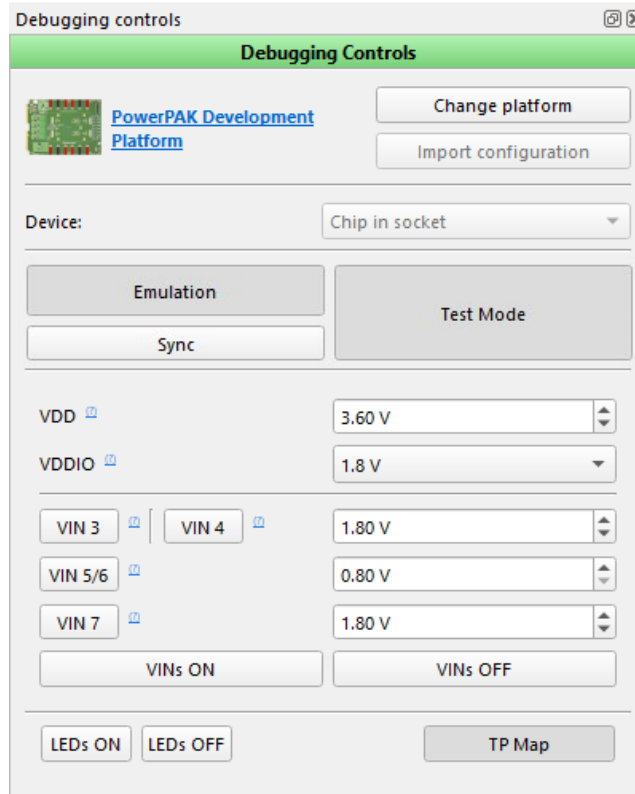 Debugging controls
Debugging Controls
PowerPAK Development
Platform
Change platform
Import configuration
Device:
Chip in socket
Emulation
Sync
Test Mode
VDD (?)
3.60 V
VDDIO (?)
1.8 V
VIN 3 (?) VIN 4 (?)
1.80 V
VIN 5/6 (?)
0.80 V
VIN 7 (?)
1.80 V
VINs ON
VINs OFF
LEDs ON
LEDs OFF
TP Map